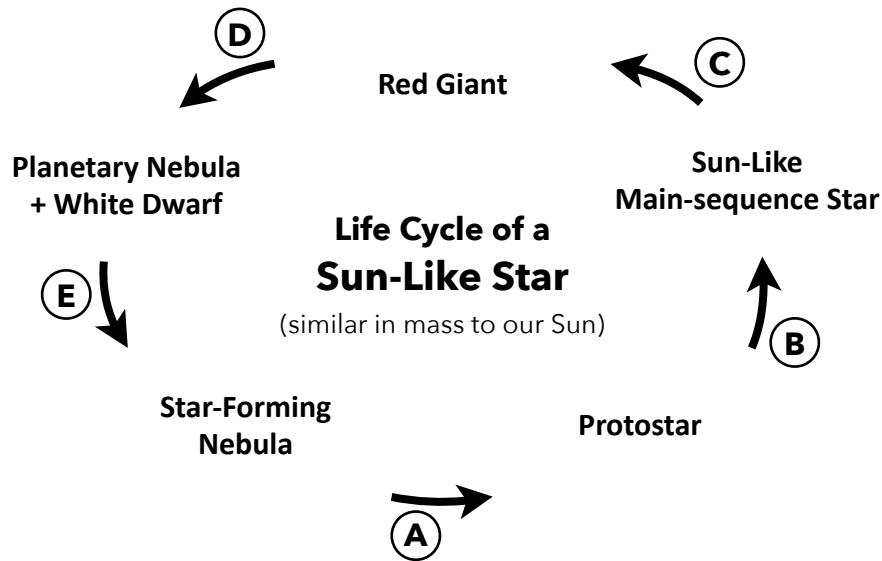 D
C
Red Giant
Planetary Nebula
+ White Dwarf
Sun-Like
Main-sequence Star
Life Cycle of a
Sun-Like Star
(similar in mass to our Sun)
E
B
Star-Forming
Nebula
Protostar
A